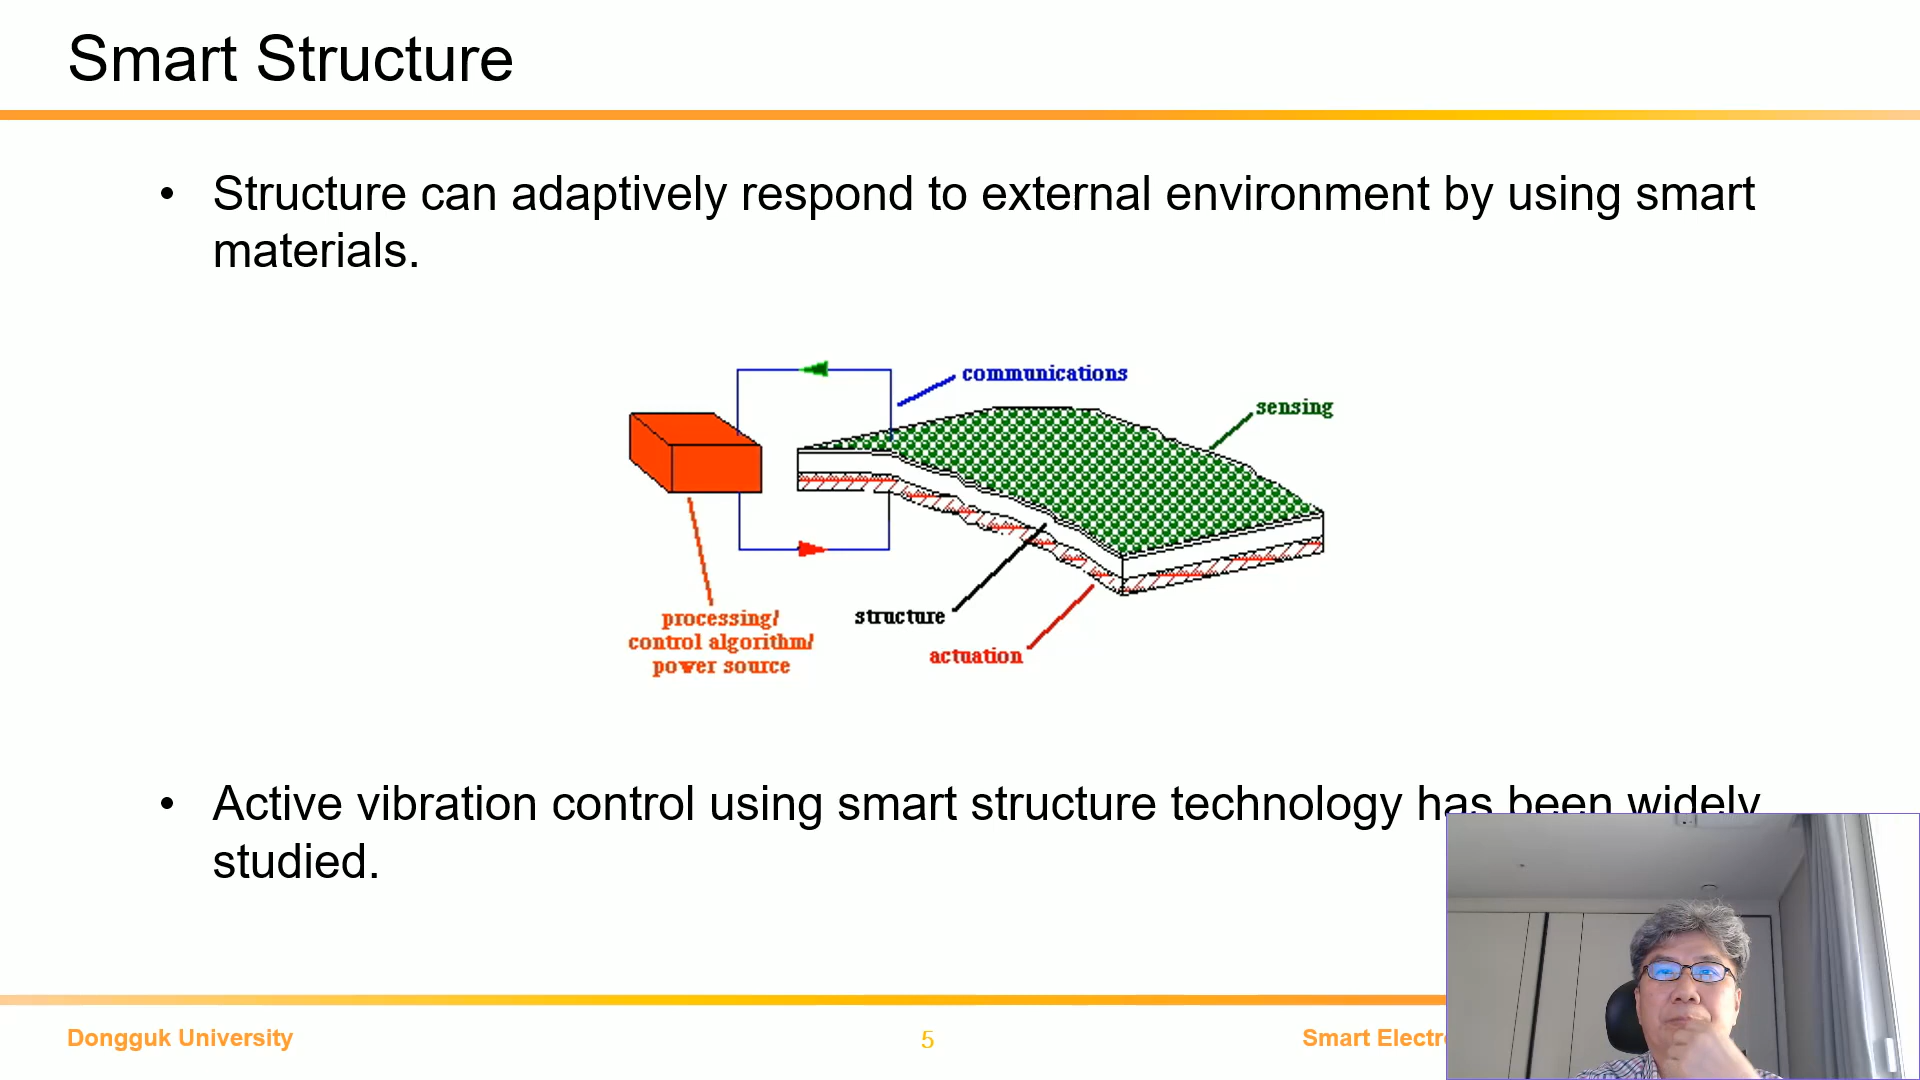 Smart Structure
• Structure can adaptively respond to external environment by using smart
materials.
communications
sensing
structure
processing/
control algorithm/
power source
actuation
• Active vibration control using smart structure technology has been widely
studied.
Dongguk University
5
Smart